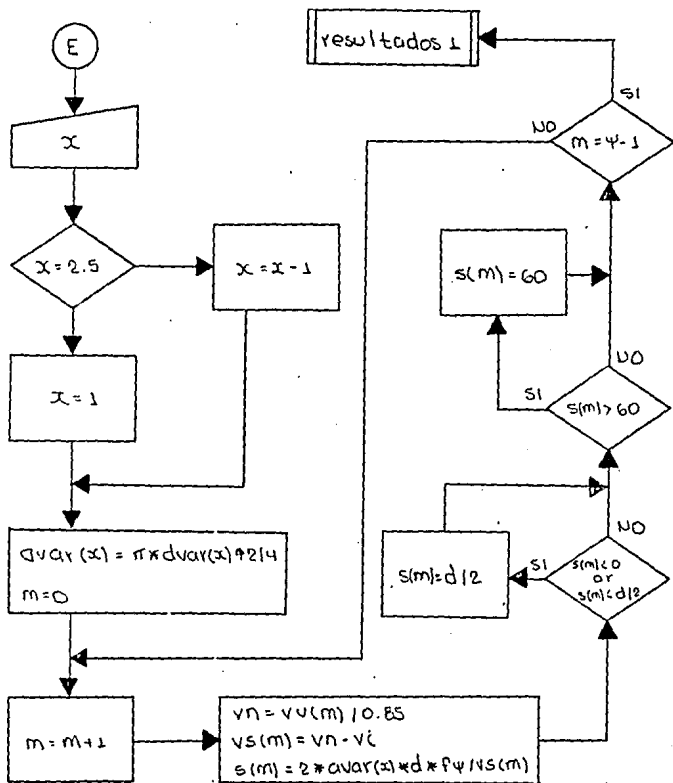 E
x
x=2.5
x=x-1
x=1
avar(x)=π*dvar(x)↑2/4
m=0
m=m+1
vn=vu(m)/0.85
vs(m)=vn-vc
s(m)=2*avar(x)*d*fψ/vs(m)
s(m)<0
or
s(m)<d/2
SI
NO
s(m)=d/2
s(m)>60
SI
NO
s(m)=60
m=ψ-1
NO
SI
resultados 1